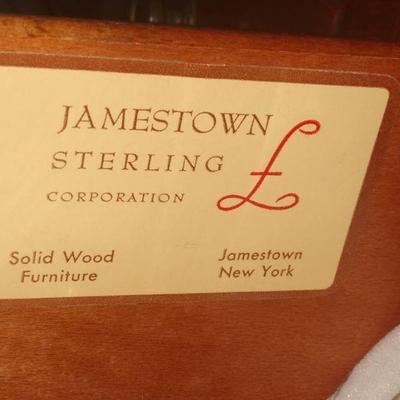 JAMESTOWN
STERLING
CORPORATION
£
Solid Wood
Furniture
Jamestown
New York